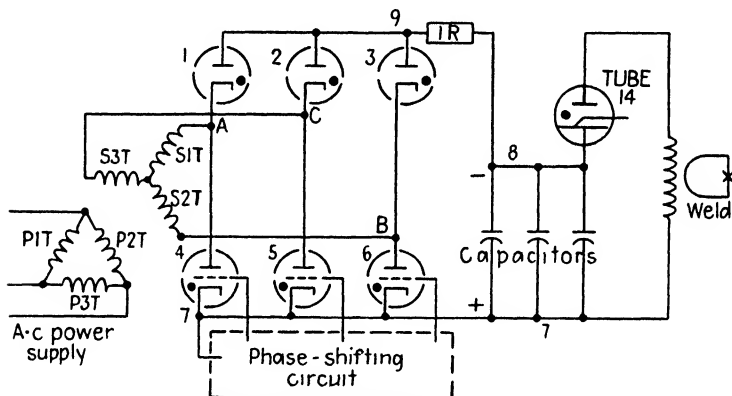 9
1R
1
2
3
TUBE
14
A
C
S3T
S1T
8
S2T
-
Weld
P1T
P2T
B
4
5
6
Capacitors
P3T
7
+
7
A-c power
supply
Phase-shifting
circuit